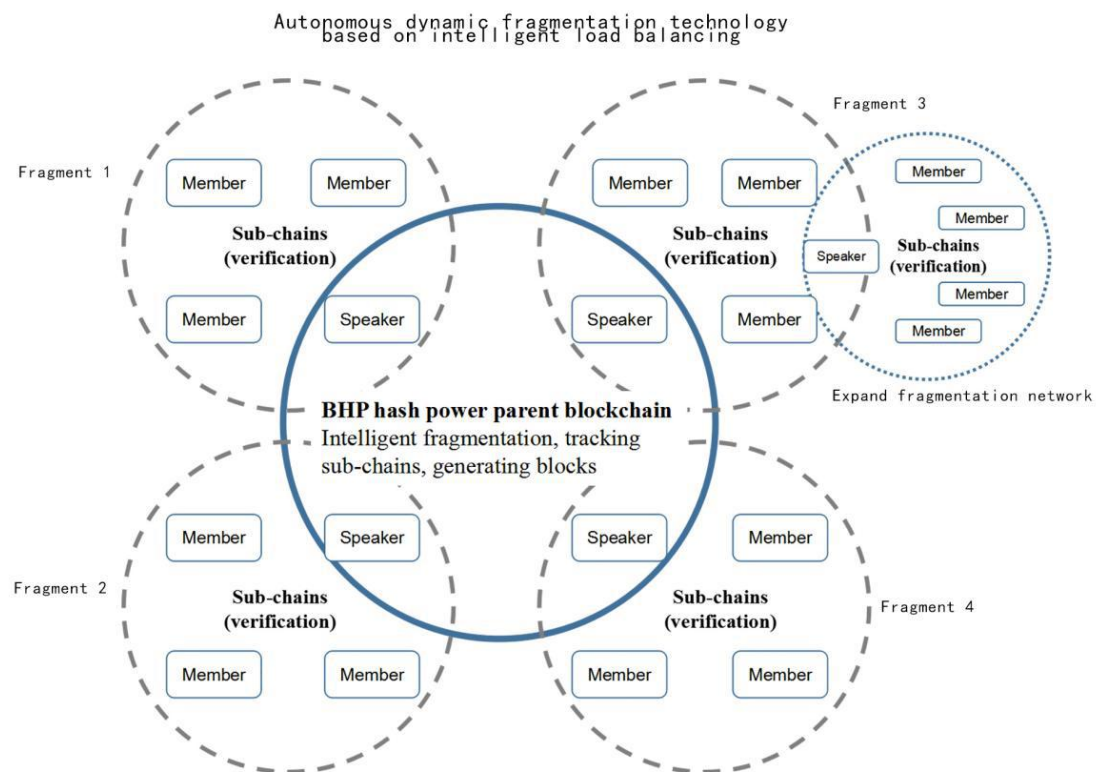 Autonomous dynamic fragmentation technology
based on intelligent load balancing
Fragment 1
Member
Member
Sub-chains
(verification)
Member
Speaker
Fragment 3
Member
Member
Sub-chains
(verification)
Speaker
Member
Member
Member
Speaker
Sub-chains
(verification)
Member
Member
Expand fragmentation network
BHP hash power parent blockchain
Intelligent fragmentation, tracking
sub-chains, generating blocks
Fragment 2
Member
Speaker
Sub-chains
(verification)
Member
Member
Speaker
Member
Sub-chains
(verification)
Fragment 4
Member
Member